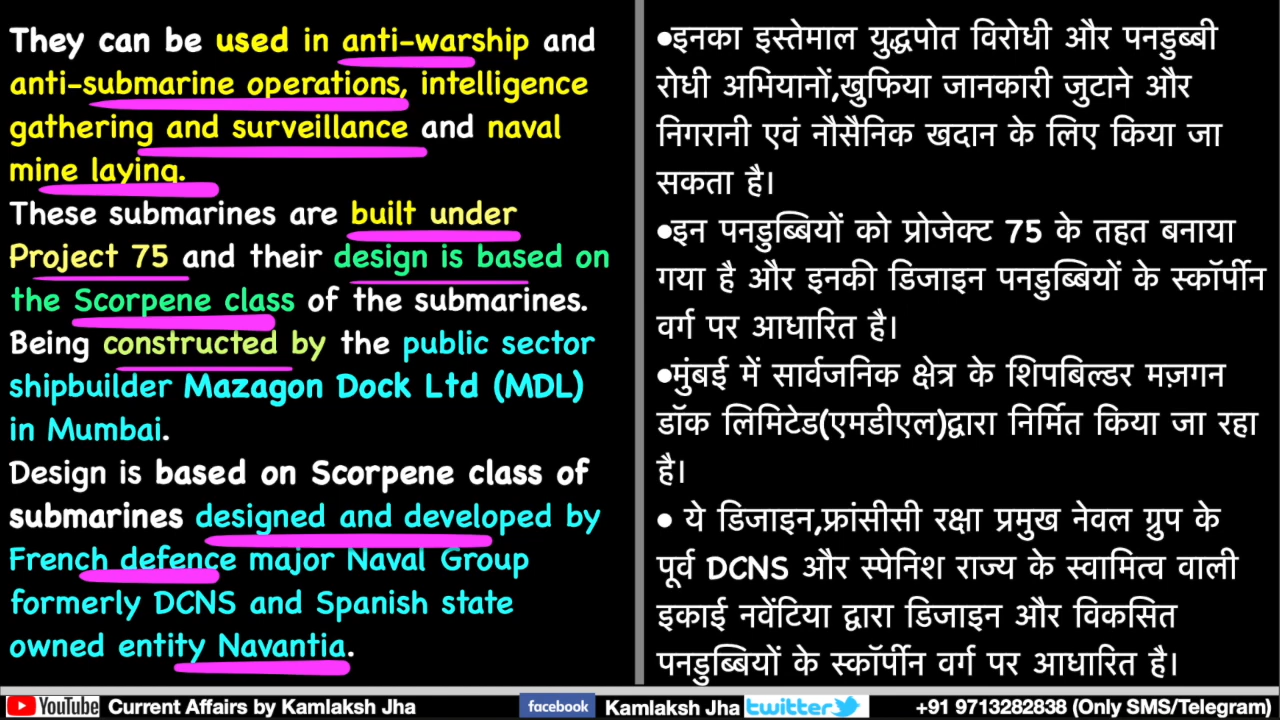 They can be used in anti-warship and
anti-submarine operations, intelligence
gathering and surveillance and naval
mine laying.
These submarines are built under
Project 75 and their design is based on
the Scorpene class of the submarines.
Being constructed by the public sector
shipbuilder Mazagon Dock Ltd (MDL)
in Mumbai.
Design is based on Scorpene class of
submarines designed and developed by
French defence major Naval Group
formerly DCNS and Spanish state
owned entity Navantia.
•इनका इस्तेमाल युद्धपोत विरोधी और पनडुब्बी
रोधी अभियानों,खुफिया जानकारी जुटाने और
निगरानी एवं नौसैनिक खदान के लिए किया जा
सकता है।
•इन पनडुब्बियों को प्रोजेक्ट 75 के तहत बनाया
गया है और इनकी डिजाइन पनडुब्बियों के स्कॉर्पीन
वर्ग पर आधारित है।
•मुंबई में सार्वजनिक क्षेत्र के शिपबिल्डर मज़गन
डॉक लिमिटेड(एमडीएल)द्वारा निर्मित किया जा रहा
है।
• ये डिजाइन,फ्रांसीसी रक्षा प्रमुख नेवल ग्रुप के
पूर्व DCNS और स्पेनिश राज्य के स्वामित्व वाली
इकाई नवेंटिया द्वारा डिजाइन और विकसित
पनडुब्बियों के स्कॉर्पीन वर्ग पर आधारित है।
YouTube Current Affairs by Kamlaksh Jha facebook Kamlaksh Jha twitter +91 9713282838 (Only SMS/Telegram)